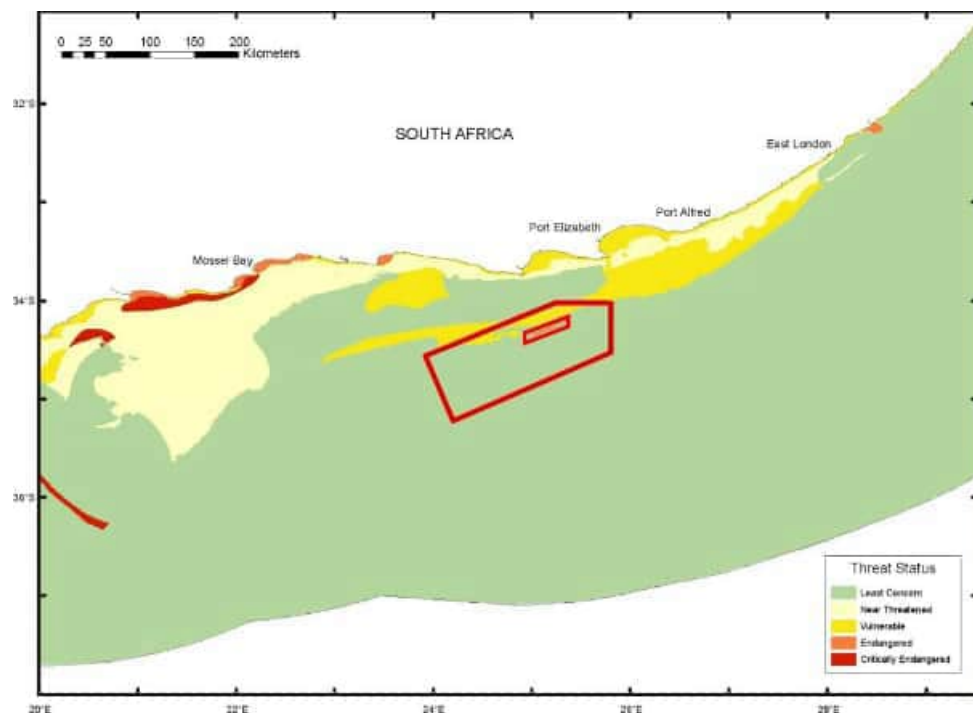 0 25 50 100 150 200
Kilometers
32°S
SOUTH AFRICA
East London
Port Alfred
Port Elizabeth
Mossel Bay
34°S
36°S
Threat Status
Least Concern
Near Threatened
Vulnerable
Endangered
Critically Endangered
20°E 22°E 24°E 26°E 28°E